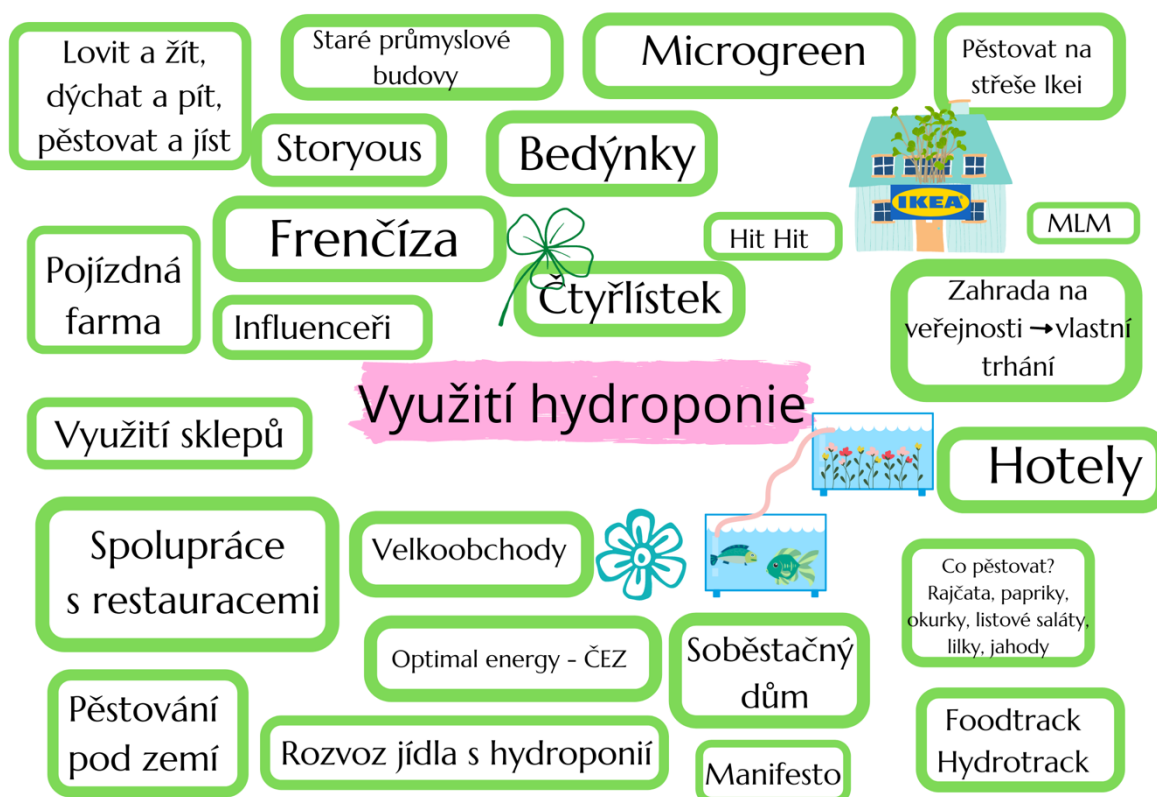 Lovit a žít,
dýchat a pít,
pěstovat a jíst
Staré průmyslové
budovy
Microgreen
Pěstovat na
střeše Ikei
Storyous
Bedýnky
IKEA
Frenčíza
Hit Hit
MLM
Pojízdná
farma
Influenceři
Čtyřlístek
Zahrada na
veřejnosti →vlastní
trhání
Využití hydroponie
Využití sklepů
Hotely
Spolupráce
s restauracemi
Velkoobchody
Co pěstovat?
Rajčata, papriky,
okurky, listové saláty,
lilky, jahody
Optimal energy - ČEZ
Soběstačný
dům
Pěstování
pod zemí
Rozvoz jídla s hydroponií
Manifesto
Foodtrack
Hydrotrack